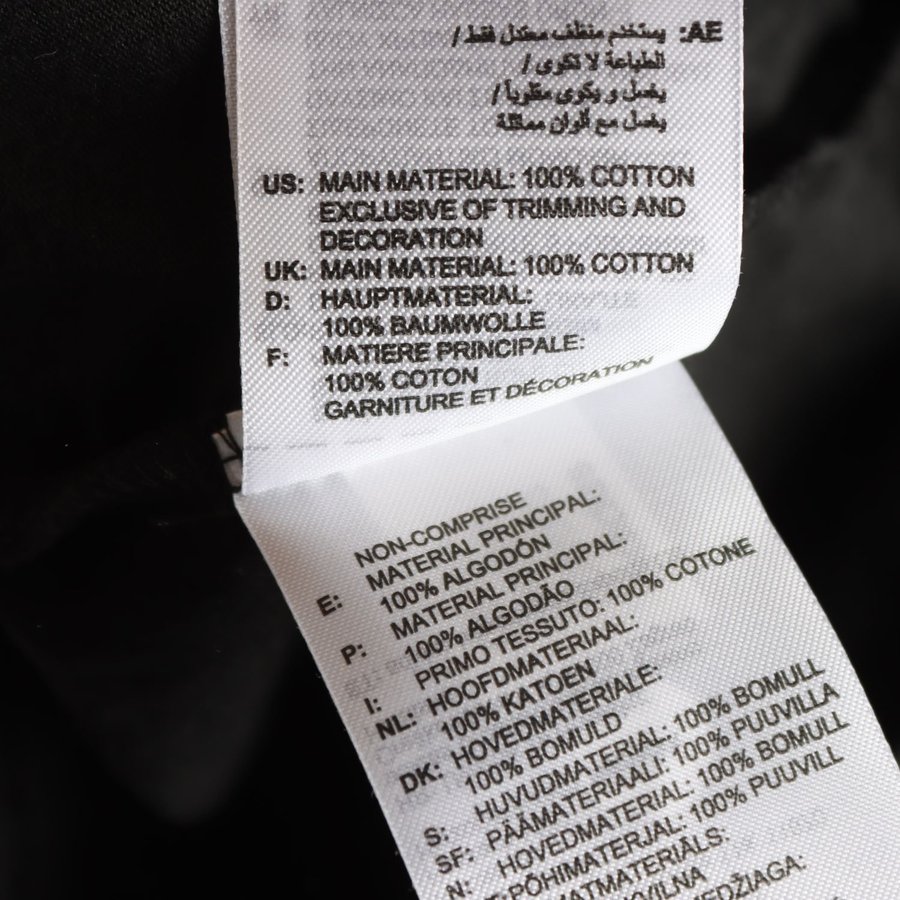 AE: يستخدم منظف معتدل فقط /
الطباعة لا تكوى /
يغسل و يكوى مقلوباً /
يغسل مع ألوان مماثلة
US: MAIN MATERIAL: 100% COTTON
EXCLUSIVE OF TRIMMING AND
DECORATION
UK: MAIN MATERIAL: 100% COTTON
D: HAUPTMATERIAL:
100% BAUMWOLLE
F: MATIERE PRINCIPALE:
100% COTON
GARNITURE ET DÉCORATION
NON-COMPRISE
E: MATERIAL PRINCIPAL:
100% ALGODÓN
P: MATERIAL PRINCIPAL:
100% ALGODÃO
I: PRIMO TESSUTO: 100% COTONE
NL: HOOFDMATERIAAL:
100% KATOEN
DK: HOVEDMATERIALE:
100% BOMULD
S: HUVUDMATERIAL: 100% BOMULL
SF: PÄÄMATERIAALI: 100% PUUVILLA
N: HOVEDMATERIAL: 100% BOMULL
PÕHIMATERJAL: 100% PUUVILL